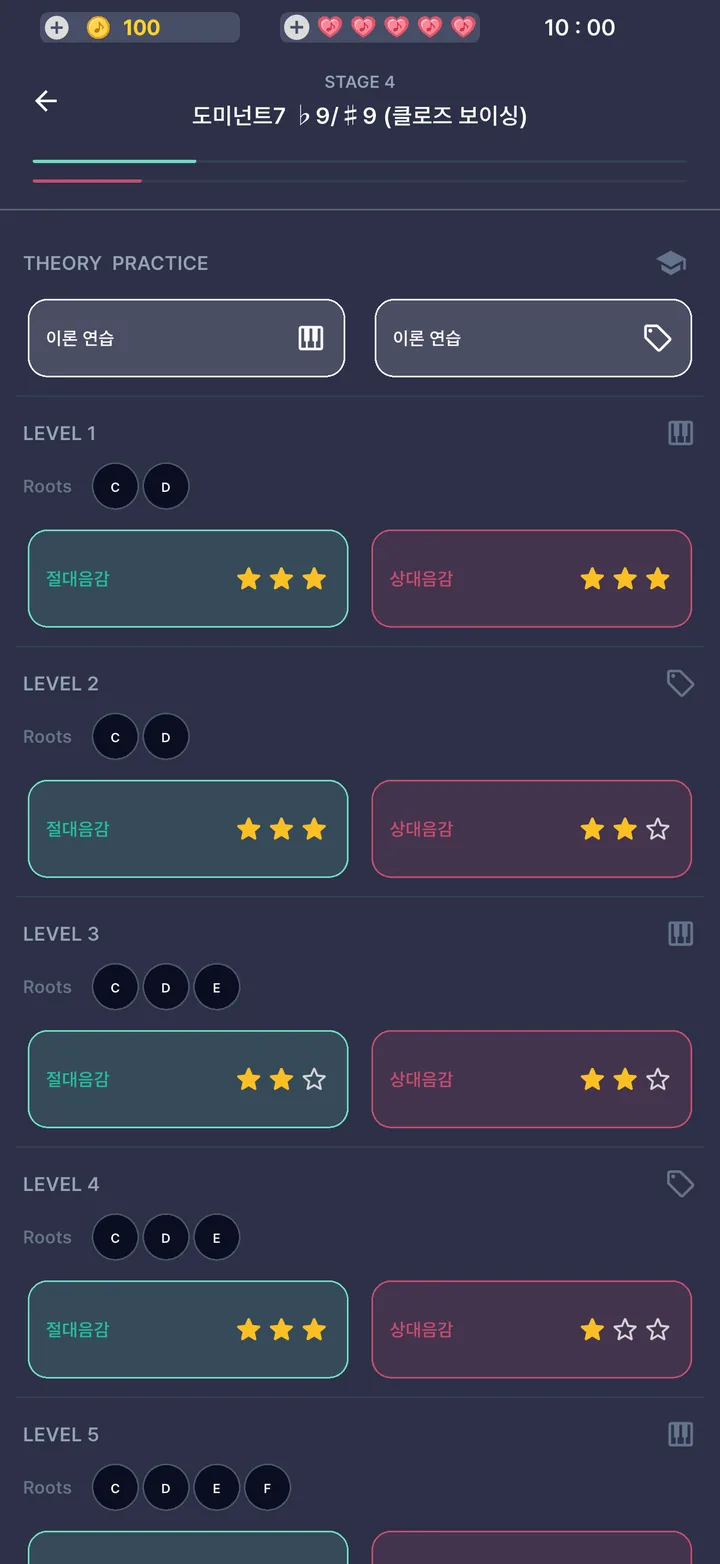 100 10 : 00
STAGE 4
도미넌트7 ♭9/♯9 (클로즈 보이싱)
THEORY PRACTICE
이론 연습 이론 연습
LEVEL 1
Roots C D
절대음감 상대음감
LEVEL 2
Roots C D
절대음감 상대음감
LEVEL 3
Roots C D E
절대음감 상대음감
LEVEL 4
Roots C D E
절대음감 상대음감
LEVEL 5
Roots C D E F